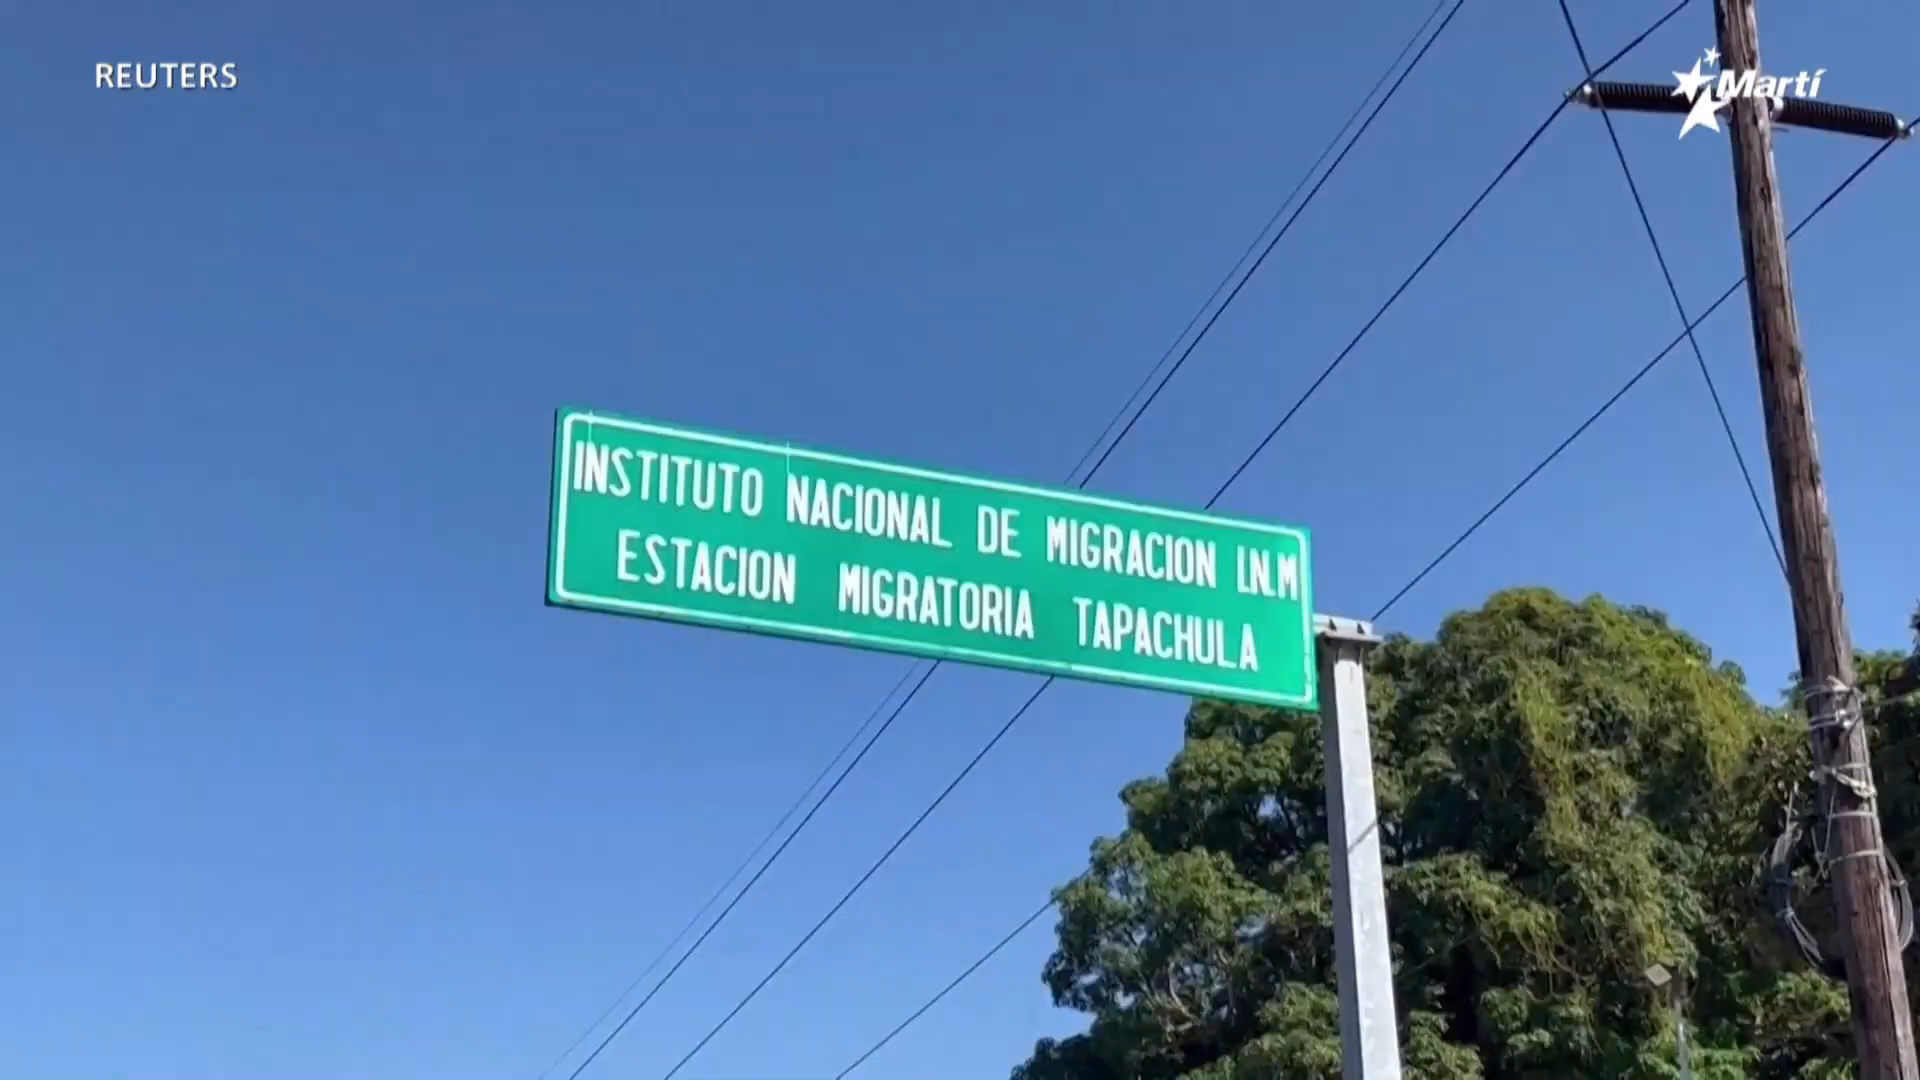 REUTERS
Martí
INSTITUTO NACIONAL DE MIGRACION I.N.M
ESTACION MIGRATORIA TAPACHULA